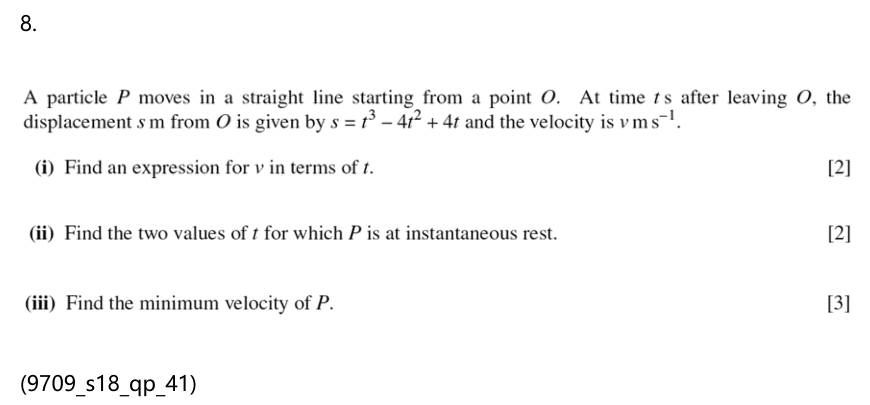 8.
A particle P moves in a straight line starting from a point O. At time t s after leaving O, the
displacement s m from O is given by s = t³ – 4t² + 4t and the velocity is v m s⁻¹.
(i) Find an expression for v in terms of t. [2]
(ii) Find the two values of t for which P is at instantaneous rest. [2]
(iii) Find the minimum velocity of P. [3]
(9709_s18_qp_41)